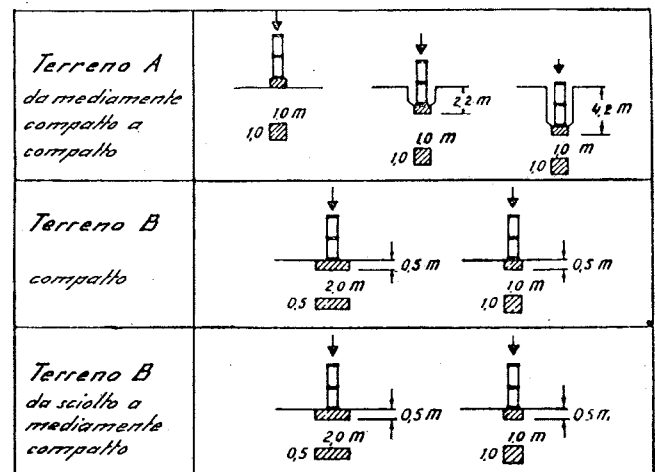 Terreno A
da mediamente
compatto a
compatto
1,0 m
1,0
2,2 m
1,0 m
1,0
4,2 m
1,0 m
1,0
Terreno B
compatto
0,5 m
2,0 m
0,5
0,5 m
1,0 m
1,0
Terreno B
da sciolto a
mediamente
compatto
0,5 m
2,0 m
0,5
0,5 m
1,0 m
1,0